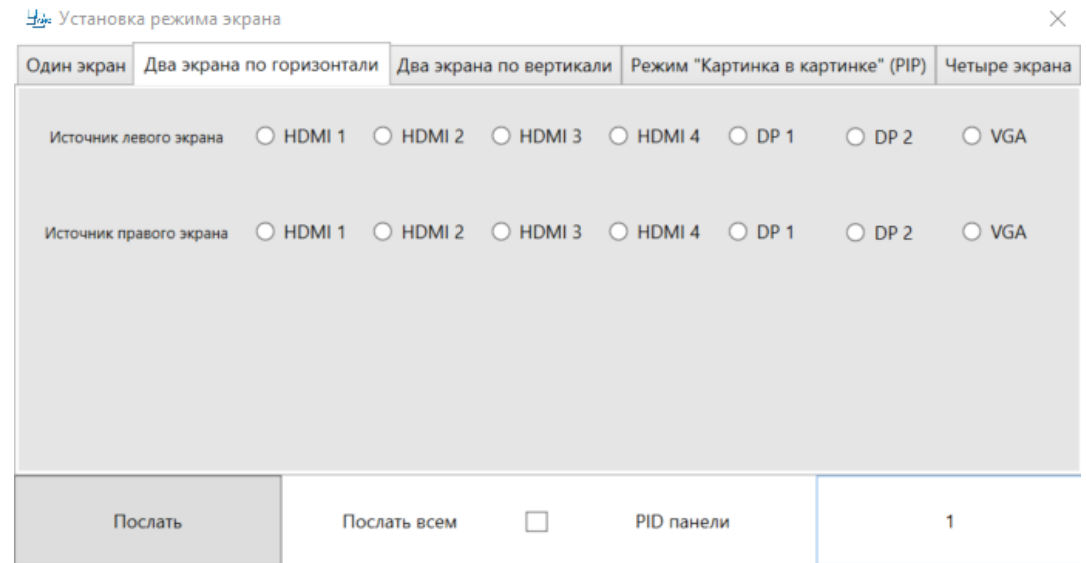 Установка режима экрана
Один экран Два экрана по горизонтали Два экрана по вертикали Режим "Картинка в картинке" (PIP) Четыре экрана
Источник левого экрана HDMI 1 HDMI 2 HDMI 3 HDMI 4 DP 1 DP 2 VGA
Источник правого экрана HDMI 1 HDMI 2 HDMI 3 HDMI 4 DP 1 DP 2 VGA
Послать Послать всем PID панели 1